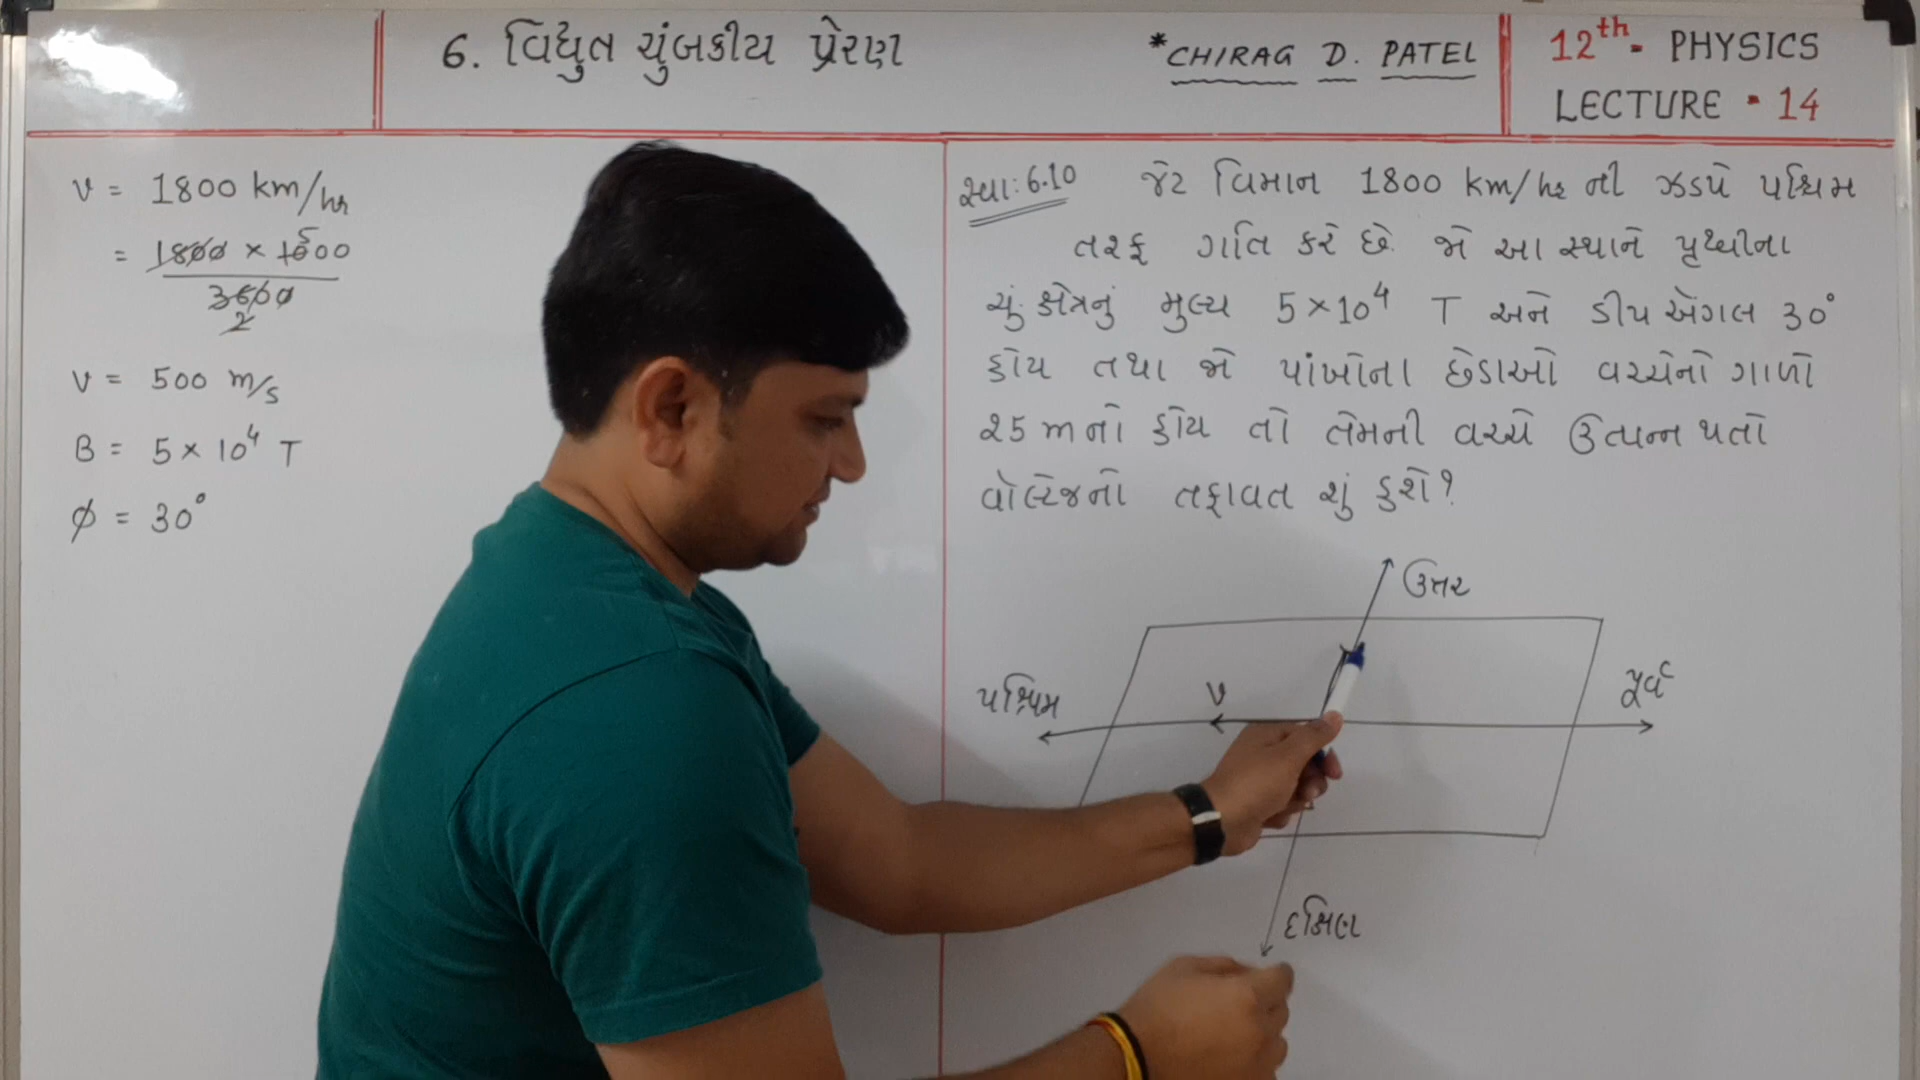 6. વિદ્યુત ચુંબકીય પ્રેરણ
*CHIRAG D. PATEL
12th- PHYSICS
LECTURE - 14
v = 1800 km/hr
= 1800 × 1000
3600
5
2
v = 500 m/s
B = 5 × 10⁴ T
ϕ = 30°
સ્વા: 6.10 જેટ વિમાન 1800 km/hr ની ઝડપે પશ્ચિમ
તરફ ગતિ કરે છે. જો આ સ્થાને પૃથ્વીના
ચું. ક્ષેત્રનું મુલ્ય 5×10⁴ T અને ડીપ એંગલ 30°
હોય તથા જો પાંખોના છેડાઓ વચ્ચેનો ગાળો
25 m નો હોય તો તેમની વચ્ચે ઉત્પન્ન થતો
વોલ્ટેજનો તફાવત શું હશે?
ઉત્તર
પશ્ચિમ
v
પૂર્વ
દક્ષિણ